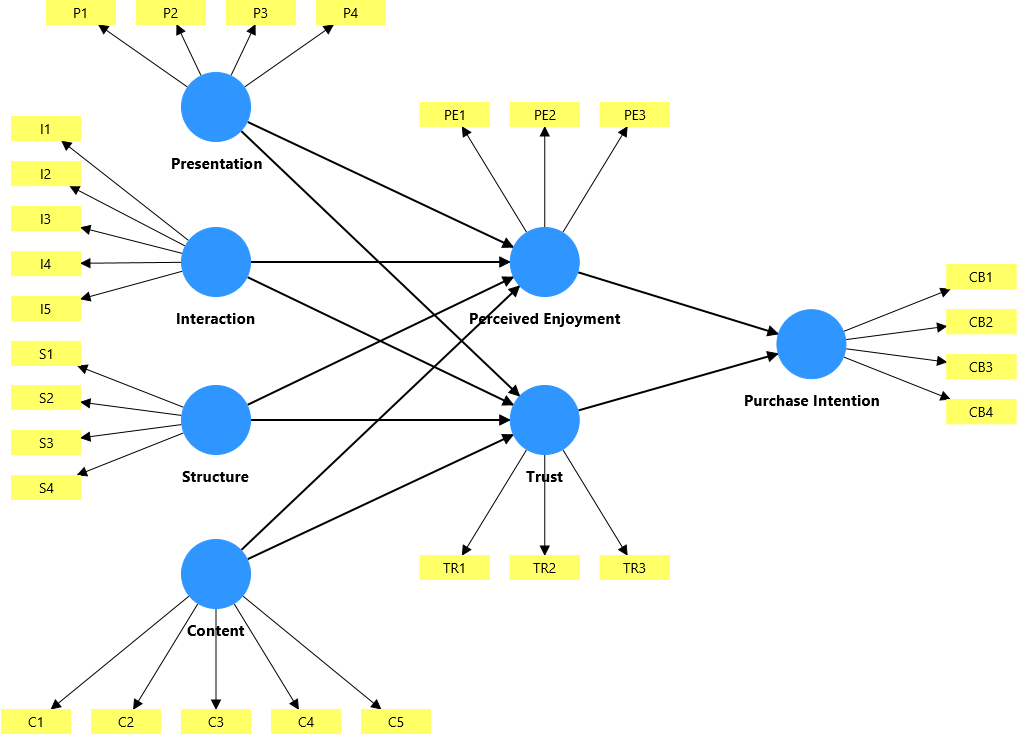 P1
P2
P3
P4
Presentation
PE1
PE2
PE3
I1
I2
I3
I4
I5
Interaction
Perceived Enjoyment
S1
S2
S3
S4
Structure
Trust
TR1
TR2
TR3
CB1
CB2
CB3
CB4
Purchase Intention
Content
C1
C2
C3
C4
C5